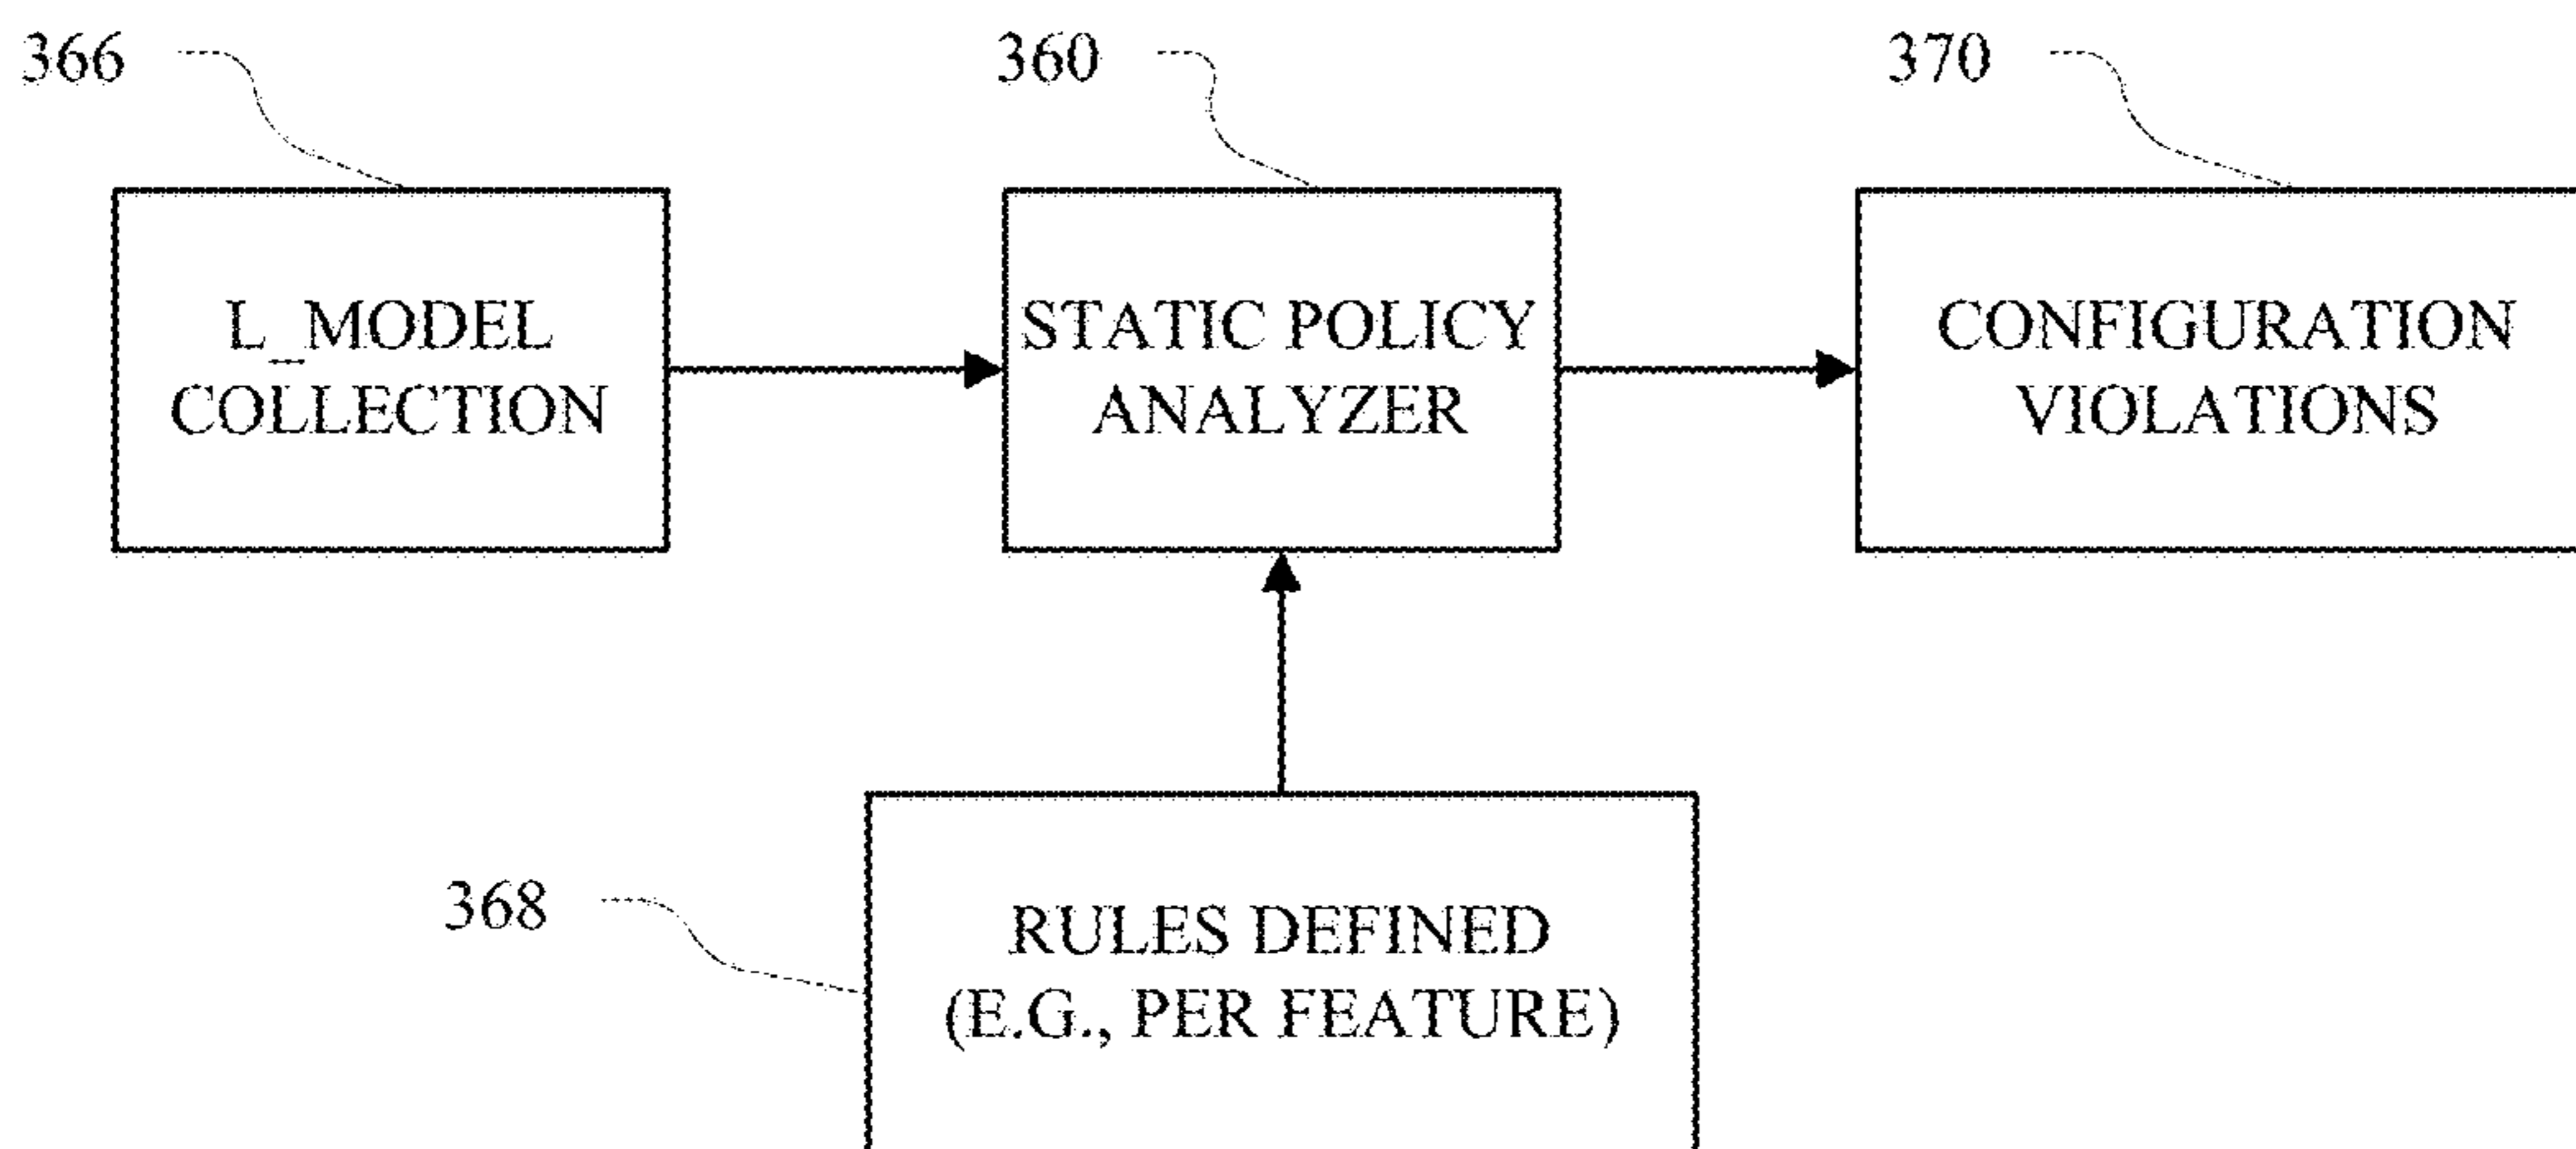 366
360
370
L_MODEL
COLLECTION
STATIC POLICY
ANALYZER
CONFIGURATION
VIOLATIONS
368
RULES DEFINED
(E.G., PER FEATURE)